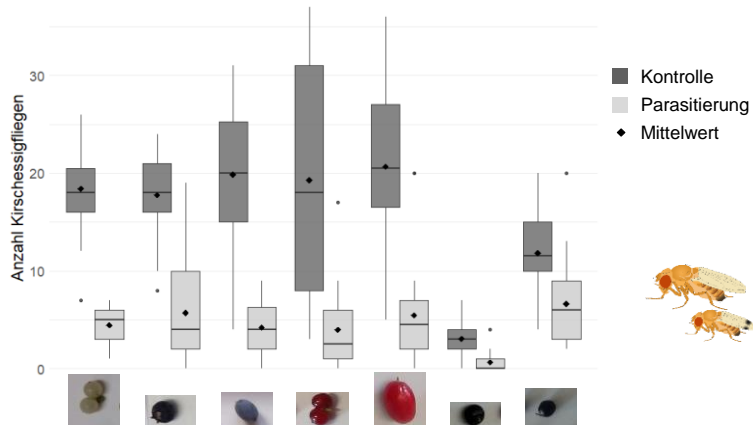 Anzahl Kirschessigfliegen
30
20
10
0
Kontrolle
Parasitierung
Mittelwert